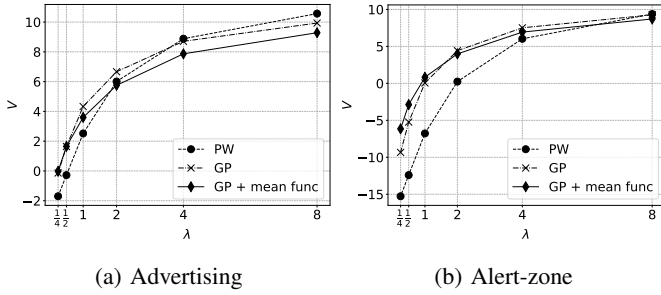 10
8
6
4
2
0
−2
V
1/4
1/2
1
2
4
8
λ
PW
GP
GP + mean func
(a) Advertising
10
5
0
−5
−10
−15
V
1/4
1/2
1
2
4
8
λ
PW
GP
GP + mean func
(b) Alert-zone